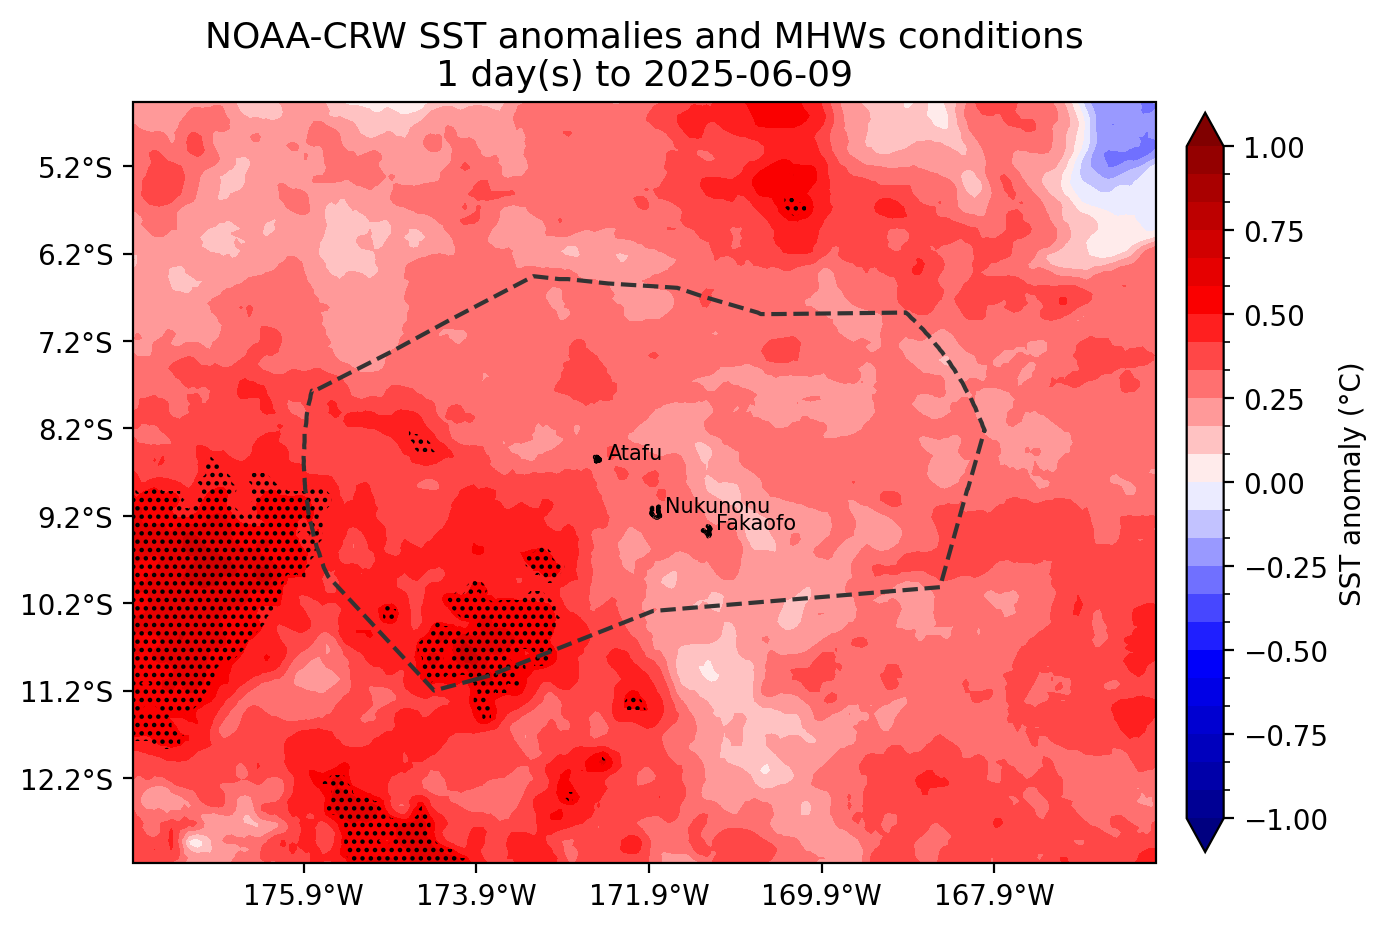 NOAA-CRW SST anomalies and MHWs conditions
1 day(s) to 2025-06-09
5.2°S
6.2°S
7.2°S
8.2°S
9.2°S
10.2°S
11.2°S
12.2°S
Atafu
Nukunonu
Fakaofo
175.9°W
173.9°W
171.9°W
169.9°W
167.9°W
1.00
0.75
0.50
0.25
0.00
−0.25
−0.50
−0.75
−1.00
SST anomaly (°C)